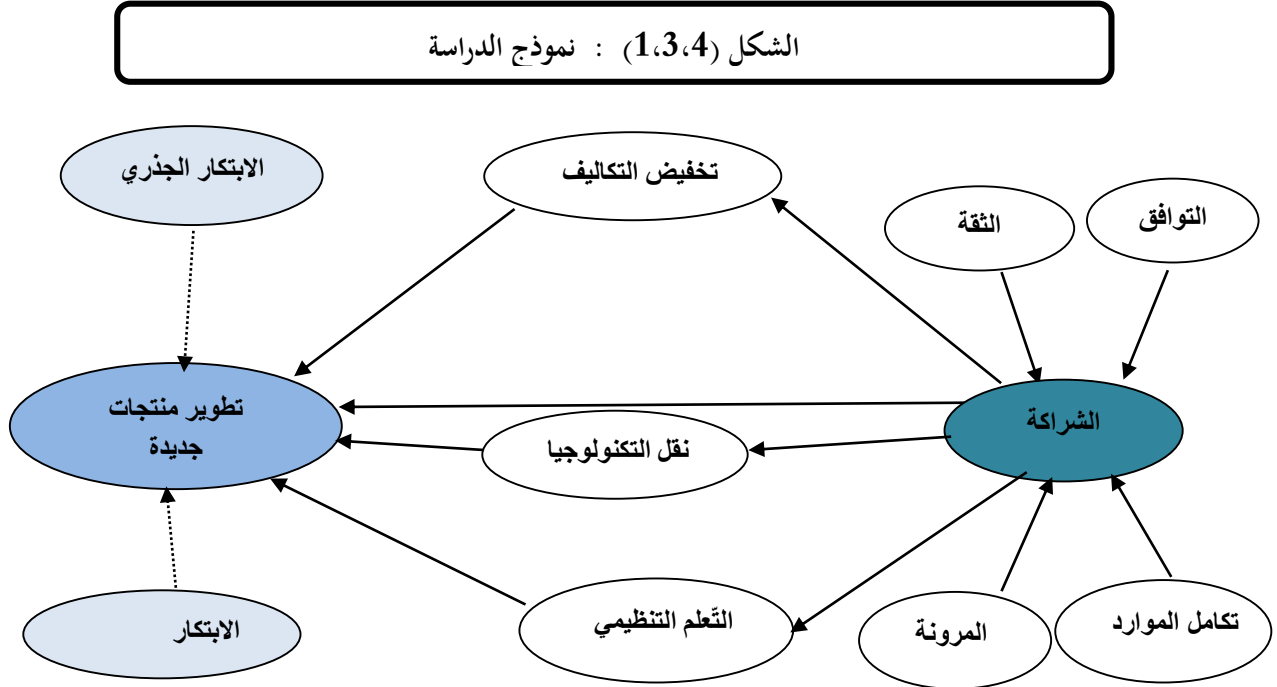 الشكل (1،3،4) : نموذج الدراسة
التوافق
الثقة
تخفيض التكاليف
الابتكار الجذري
الشراكة
نقل التكنولوجيا
تطوير منتجات
جديدة
تكامل الموارد
المرونة
التّعلم التنظيمي
الابتكار